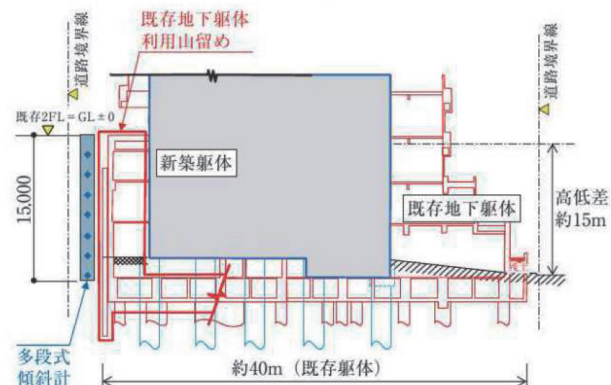 既存地下躯体
利用山留め
道路境界線
道路境界線
既存2FL=GL±0
新築躯体
15,000
既存地下躯体
高低差
約15m
多段式
傾斜計
約40m（既存躯体）